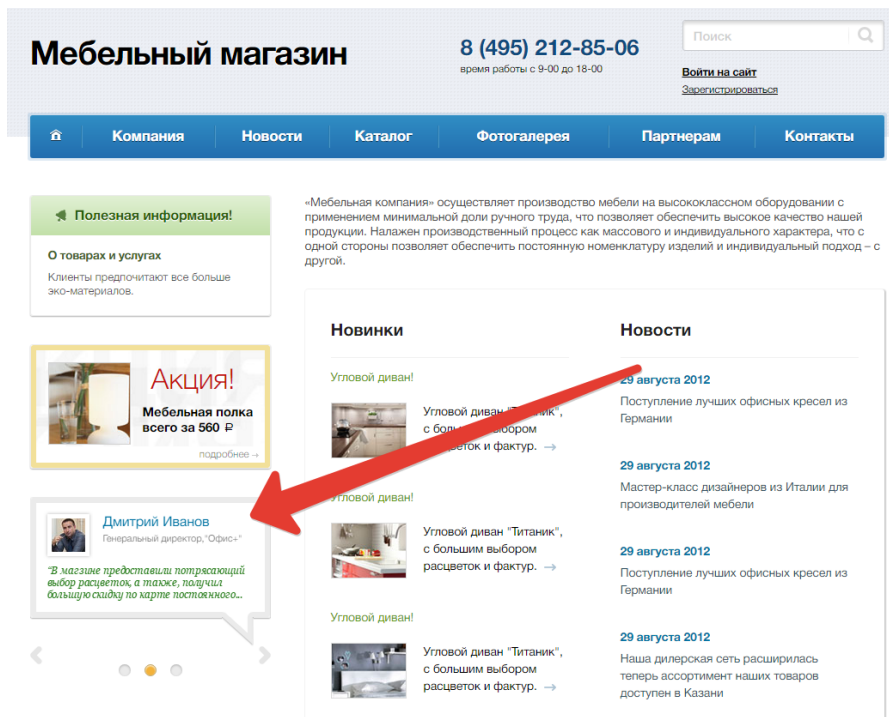 Мебельный магазин
8 (495) 212-85-06
время работы с 9-00 до 18-00
Поиск
Войти на сайт
Зарегистрироваться
Компания
Новости
Каталог
Фотогалерея
Партнерам
Контакты
Полезная информация!
О товарах и услугах
Клиенты предпочитают все больше
эко-материалов.
Акция!
Мебельная полка
всего за 560 ₽
подробнее →
Дмитрий Иванов
Генеральный директор,"Офис+"
"В магзине предоставили потрясающий
выбор расцветок, а также, получил
большую скидку по карте постоянного...
«Мебельная компания» осуществляет производство мебели на высококлассном оборудовании с
применением минимальной доли ручного труда, что позволяет обеспечить высокое качество нашей
продукции. Налажен производственный процесс как массового и индивидуального характера, что с
одной стороны позволяет обеспечить постоянную номенклатуру изделий и индивидуальный подход – с
другой.
Новинки
Угловой диван!
Угловой диван "Титаник",
с большим выбором
расцветок и фактур. →
Угловой диван!
Угловой диван "Титаник",
с большим выбором
расцветок и фактур. →
Угловой диван!
Угловой диван "Титаник",
с большим выбором
расцветок и фактур. →
Новости
29 августа 2012
Поступление лучших офисных кресел из
Германии
29 августа 2012
Мастер-класс дизайнеров из Италии для
производителей мебели
29 августа 2012
Поступление лучших офисных кресел из
Германии
29 августа 2012
Наша дилерская сеть расширилась
теперь ассортимент наших товаров
доступен в Казани